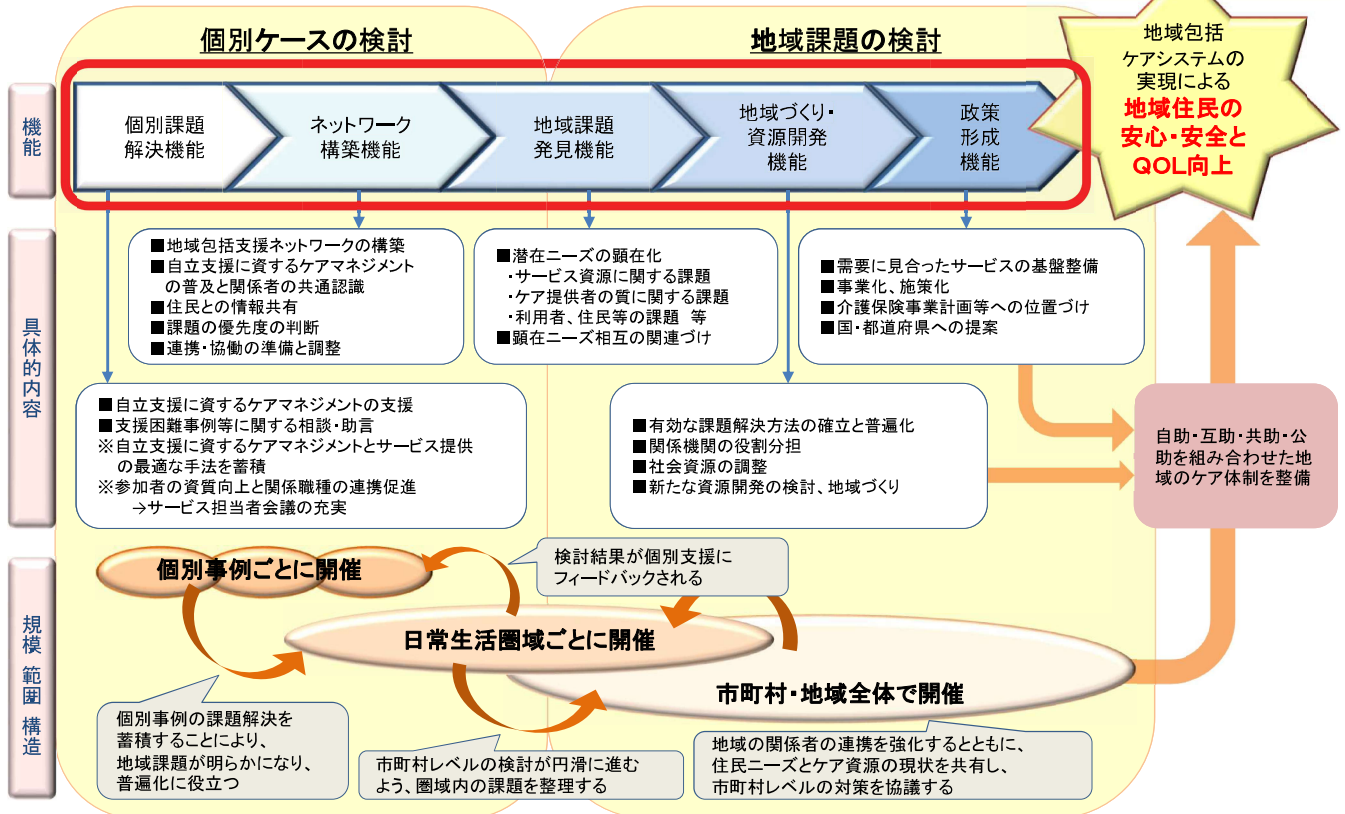 個別ケースの検討
地域課題の検討
地域包括
ケアシステムの
実現による
地域住民の
安心・安全と
QOL向上
機能
個別課題
解決機能
ネットワーク
構築機能
地域課題
発見機能
地域づくり・
資源開発
機能
政策
形成
機能
具体的内容
■地域包括支援ネットワークの構築
■自立支援に資するケアマネジメント
の普及と関係者の共通認識
■住民との情報共有
■課題の優先度の判断
■連携・協働の準備と調整
■潜在ニーズの顕在化
・サービス資源に関する課題
・ケア提供者の質に関する課題
・利用者、住民等の課題 等
■顕在ニーズ相互の関連づけ
■需要に見合ったサービスの基盤整備
■事業化、施策化
■介護保険事業計画等への位置づけ
■国・都道府県への提案
■自立支援に資するケアマネジメントの支援
■支援困難事例等に関する相談・助言
※自立支援に資するケアマネジメントとサービス提供
の最適な手法を蓄積
※参加者の資質向上と関係職種の連携促進
→サービス担当者会議の充実
■有効な課題解決方法の確立と普遍化
■関係機関の役割分担
■社会資源の調整
■新たな資源開発の検討、地域づくり
自助・互助・共助・公
助を組み合わせた地
域のケア体制を整備
規模・範囲・構造
個別事例ごとに開催
検討結果が個別支援に
フィードバックされる
日常生活圏域ごとに開催
市町村・地域全体で開催
個別事例の課題解決を
蓄積することにより、
地域課題が明らかになり、
普遍化に役立つ
市町村レベルの検討が円滑に進む
よう、圏域内の課題を整理する
地域の関係者の連携を強化するとともに、
住民ニーズとケア資源の現状を共有し、
市町村レベルの対策を協議する